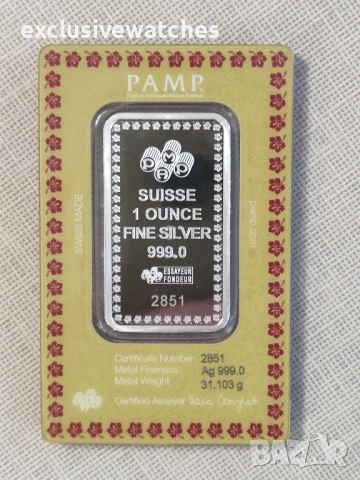 exclusivewatches
PAMP.
SWISS MADE
pamp.com
P
A M P
SUISSE
1 OUNCE
FINE SILVER
999.0
ESSAYEUR
FONDEUR
2851
Certificate Number 2851
Metal Fineness Ag 999.0
Metal Weight 31.103 g
Certified Assayer
BAZAR